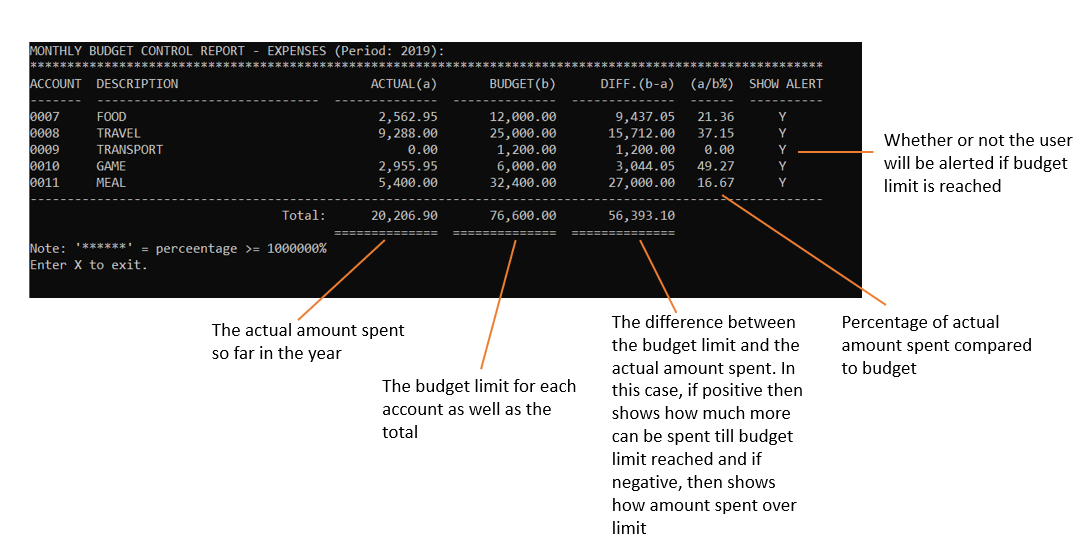 MONTHLY BUDGET CONTROL REPORT - EXPENSES (Period: 2019):
************************************************************************************************************
ACCOUNT DESCRIPTION ACTUAL(a) BUDGET(b) DIFF.(b-a) (a/b%) SHOW ALERT
------- ------------------------------ -------------- -------------- -------------- ------ ----------
0007 FOOD 2,562.95 12,000.00 9,437.05 21.36 Y
0008 TRAVEL 9,288.00 25,000.00 15,712.00 37.15 Y
0009 TRANSPORT 0.00 1,200.00 1,200.00 0.00 Y
0010 GAME 2,955.95 6,000.00 3,044.05 49.27 Y
0011 MEAL 5,400.00 32,400.00 27,000.00 16.67 Y
------------------------------------------------------------------------------------------------------------
Total: 20,206.90 76,600.00 56,393.10
============== ============== ==============
Note: '******' = perceentage >= 1000000%
Enter X to exit.
Whether or not the user
will be alerted if budget
limit is reached
The actual amount spent
so far in the year
The budget limit for each
account as well as the
total
The difference between
the budget limit and the
actual amount spent. In
this case, if positive then
shows how much more
can be spent till budget
limit reached and if
negative, then shows
how amount spent over
limit
Percentage of actual
amount spent compared
to budget